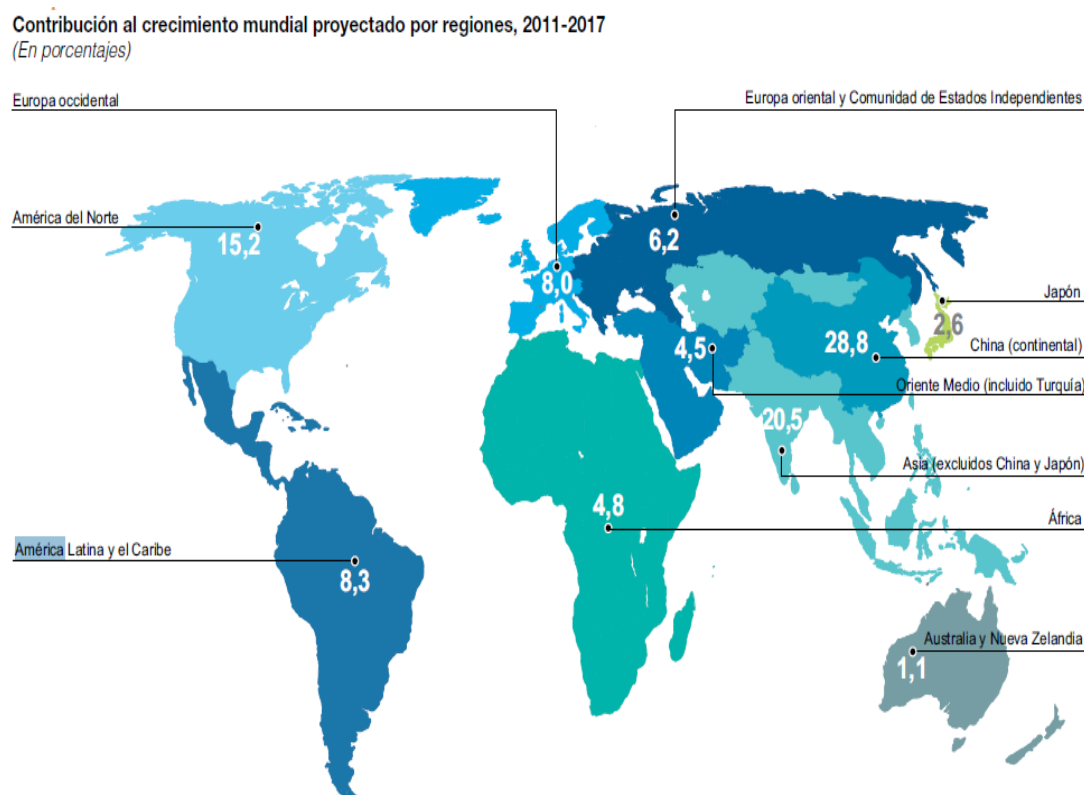 Contribución al crecimiento mundial proyectado por regiones, 2011-2017
(En porcentajes)
Europa occidental
Europa oriental y Comunidad de Estados Independientes
América del Norte
15,2
8,0
6,2
Japón
2,6
4,5
28,8
China (continental)
Oriente Medio (incluido Turquía)
20,5
Asia (excluidos China y Japón)
4,8
África
América Latina y el Caribe
8,3
Australia y Nueva Zelandia
1,1